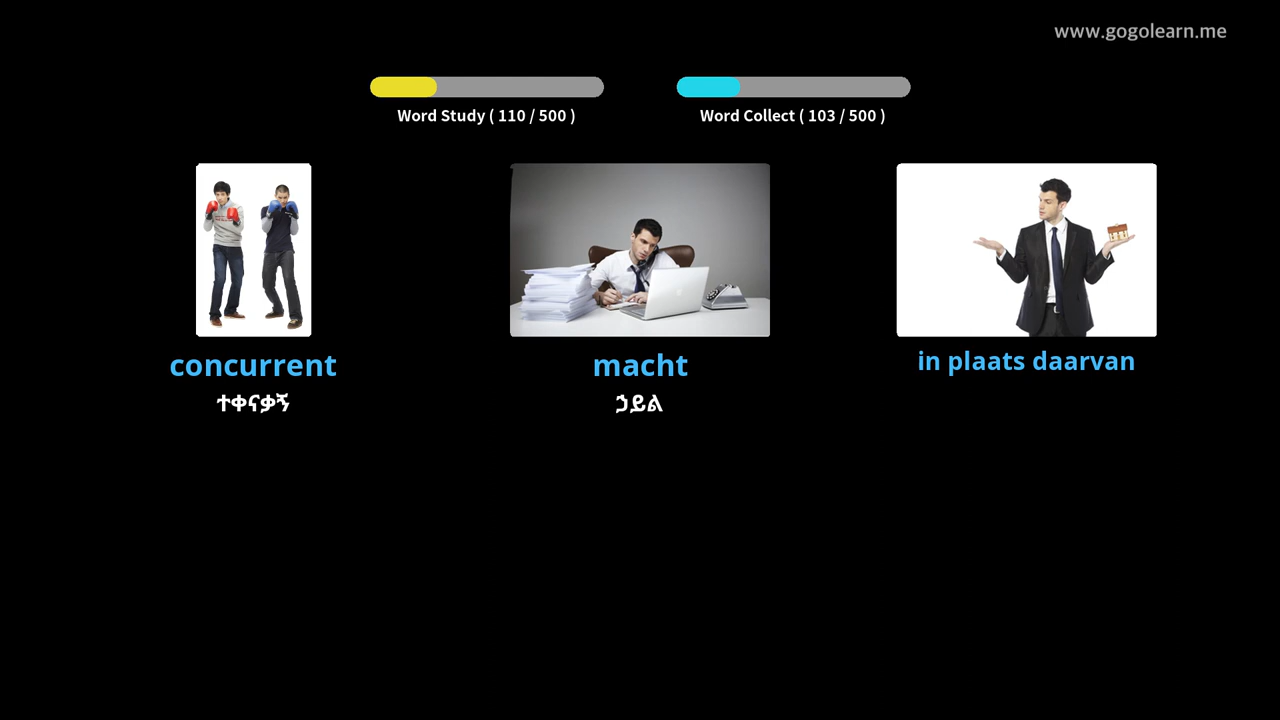 www.gogolearn.me
Word Study ( 110 / 500 )
Word Collect ( 103 / 500 )
concurrent
ተቀናቃኝ
macht
ኃይል
in plaats daarvan